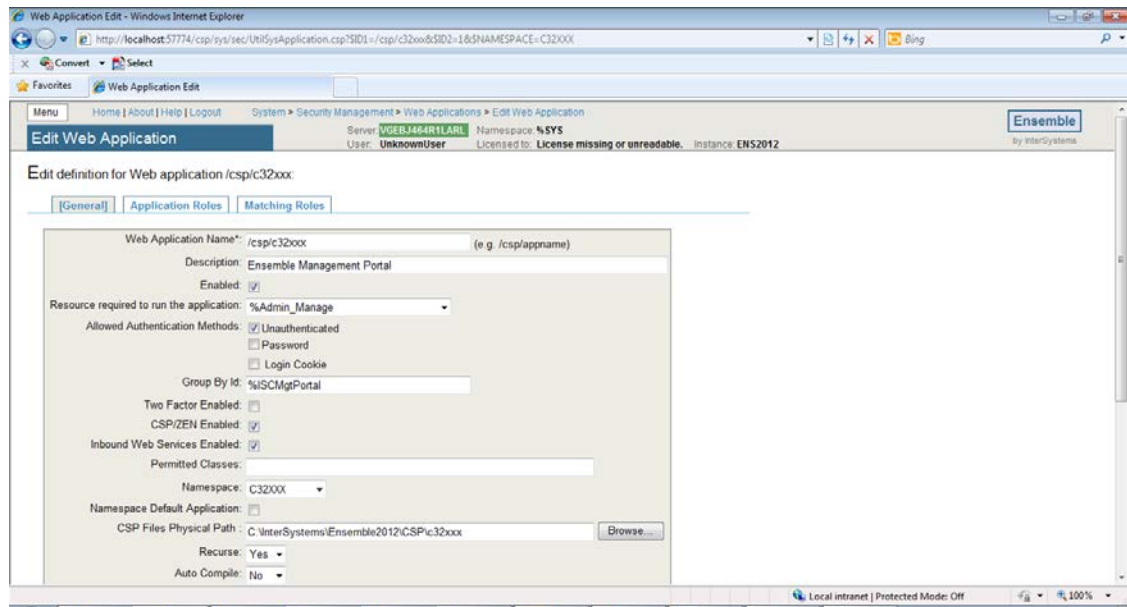 Web Application Edit - Windows Internet Explorer
http://localhost:57774/csp/sys/sec/UtilSysApplication.csp?$ID1=/csp/c32xxx&$ID2=1&$NAMESPACE=C32XXX
Bing
x Convert Select
Favorites Web Application Edit
Menu Home | About | Help | Logout System > Security Management > Web Applications > Edit Web Application
Edit Web Application
Server: VGEBJ464R1LARL Namespace: %SYS
User: UnknownUser Licensed to: License missing or unreadable. Instance: ENS2012
Ensemble
by InterSystems
Edit definition for Web application /csp/c32xxx:
[General] Application Roles Matching Roles
Web Application Name*: /csp/c32xxx (e.g. /csp/appname)
Description: Ensemble Management Portal
Enabled:
Resource required to run the application: %Admin_Manage
Allowed Authentication Methods: Unauthenticated
Password
Login Cookie
Group By Id: %ISCMgtPortal
Two Factor Enabled:
CSP/ZEN Enabled:
Inbound Web Services Enabled:
Permitted Classes:
Namespace: C32XXX
Namespace Default Application:
CSP Files Physical Path : C:\InterSystems\Ensemble2012\CSP\c32xxx Browse...
Recurse: Yes
Auto Compile: No
Local intranet | Protected Mode: Off 100%